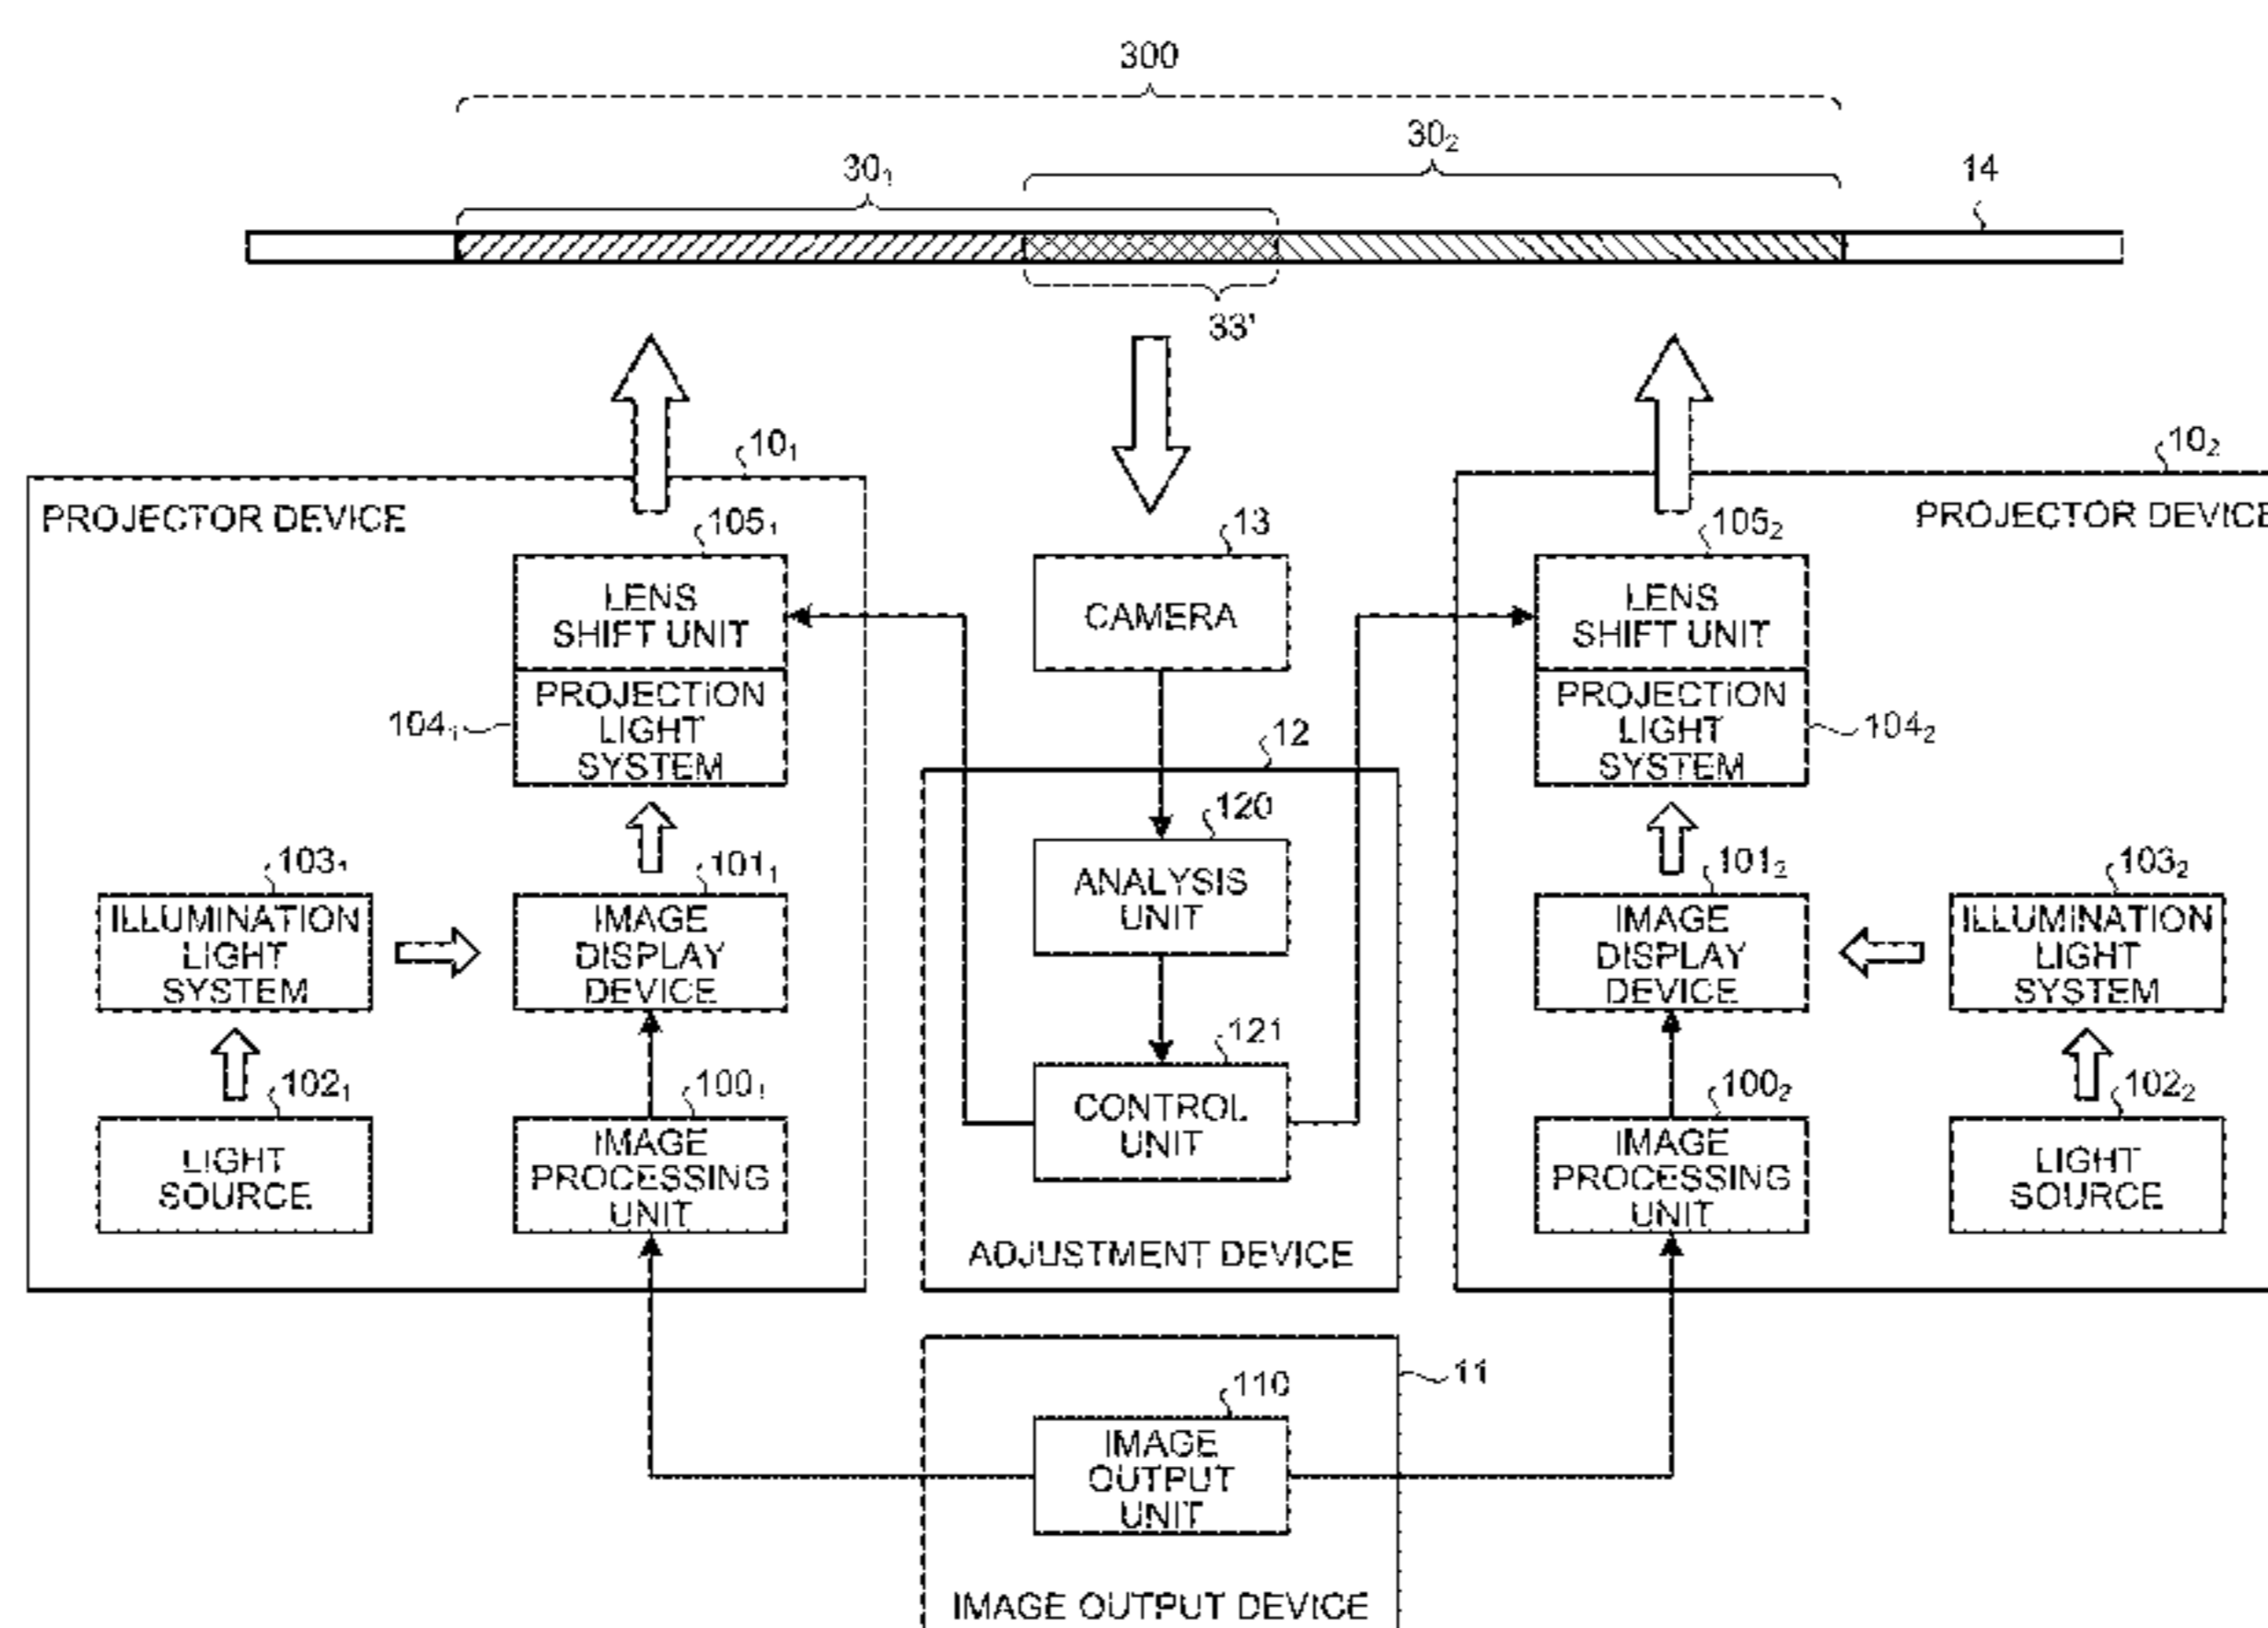 300
30₂
30₁
14
33'
10₁
10₂
PROJECTOR DEVICE
PROJECTOR DEVICE
105₁
13
105₂
LENS
SHIFT UNIT
CAMERA
LENS
SHIFT UNIT
PROJECTION
LIGHT
SYSTEM
104₁
12
PROJECTION
LIGHT
SYSTEM
104₂
120
103₁
101₁
ANALYSIS
UNIT
101₂
103₂
ILLUMINATION
LIGHT
SYSTEM
IMAGE
DISPLAY
DEVICE
IMAGE
DISPLAY
DEVICE
ILLUMINATION
LIGHT
SYSTEM
121
102₁
100₁
CONTROL
UNIT
100₂
102₂
LIGHT
SOURCE
IMAGE
PROCESSING
UNIT
IMAGE
PROCESSING
UNIT
LIGHT
SOURCE
ADJUSTMENT DEVICE
11
110
IMAGE
OUTPUT
UNIT
IMAGE OUTPUT DEVICE